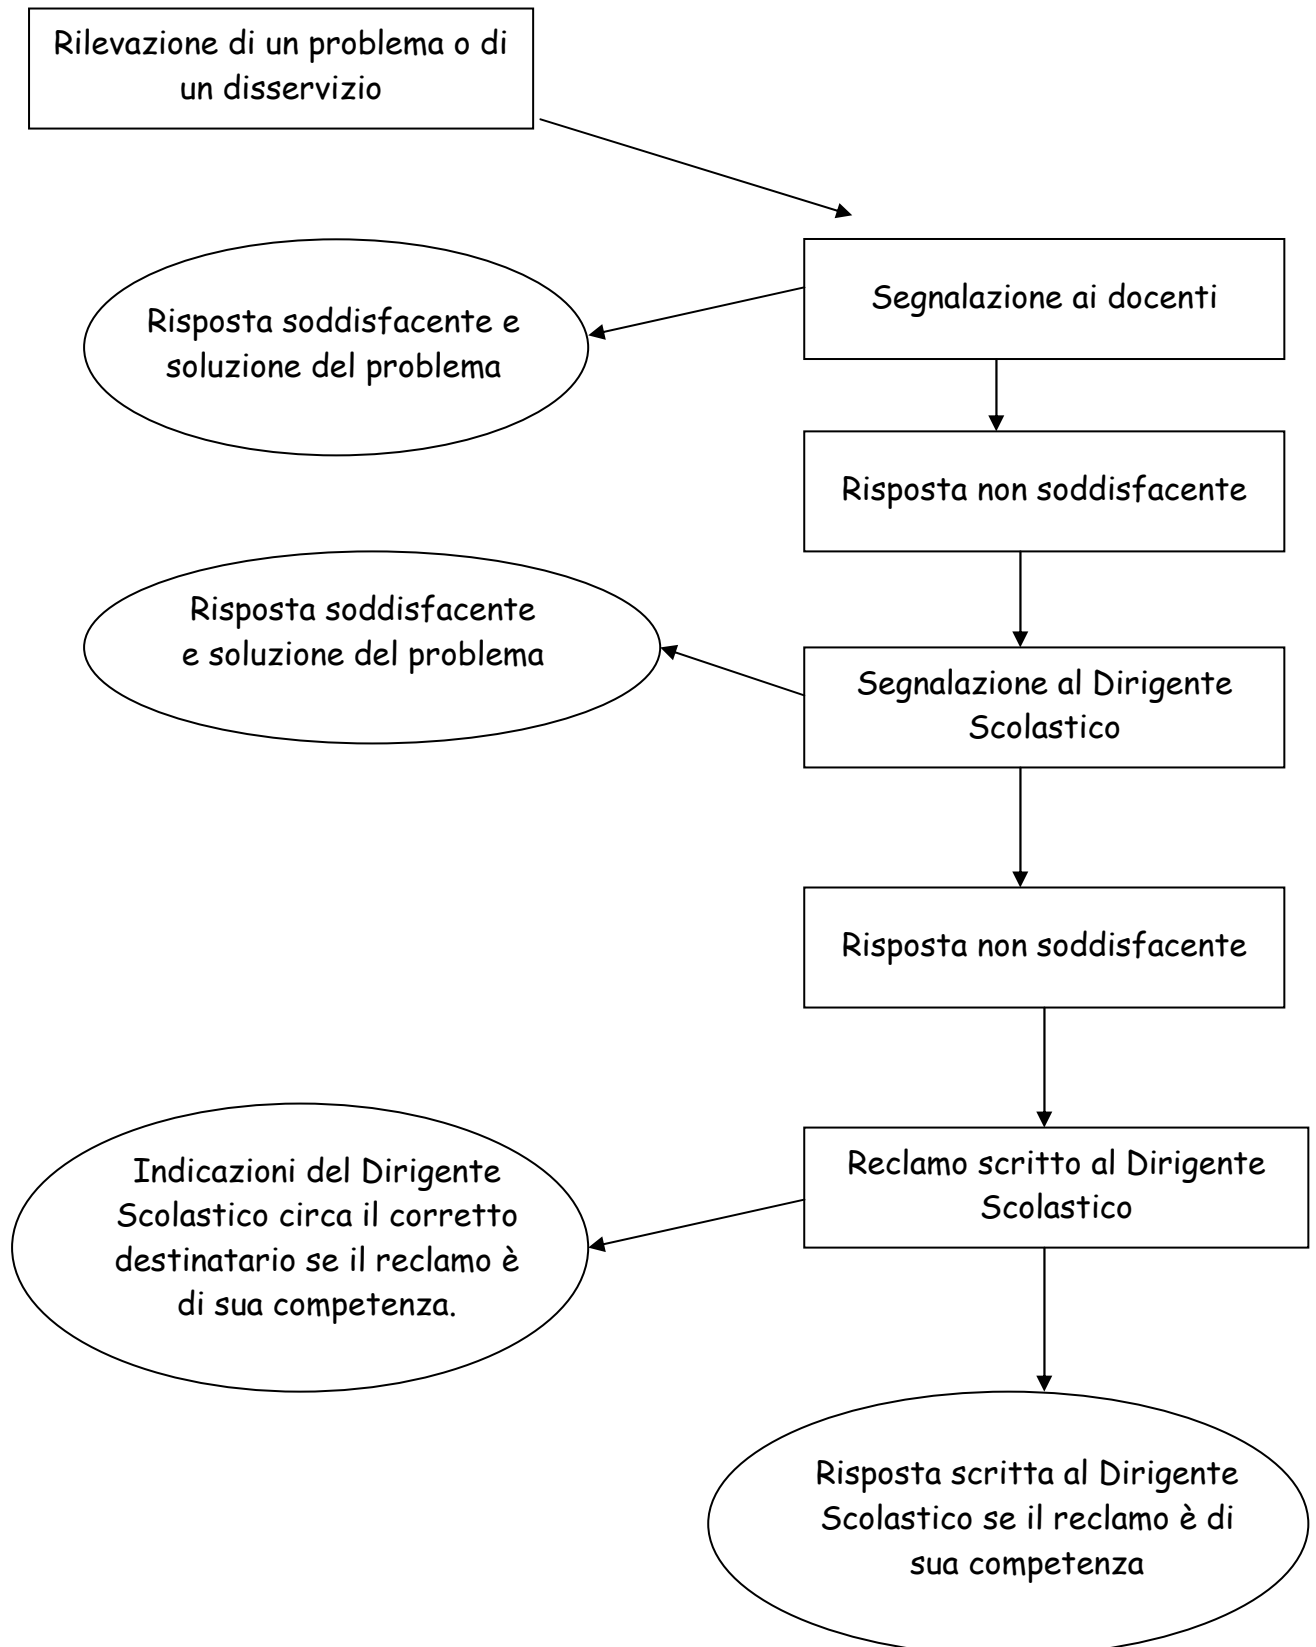 Rilevazione di un problema o di
un disservizio
Segnalazione ai docenti
Risposta soddisfacente e
soluzione del problema
Risposta non soddisfacente
Risposta soddisfacente
e soluzione del problema
Segnalazione al Dirigente
Scolastico
Risposta non soddisfacente
Reclamo scritto al Dirigente
Scolastico
Indicazioni del Dirigente
Scolastico circa il corretto
destinatario se il reclamo è
di sua competenza.
Risposta scritta al Dirigente
Scolastico se il reclamo è di
sua competenza